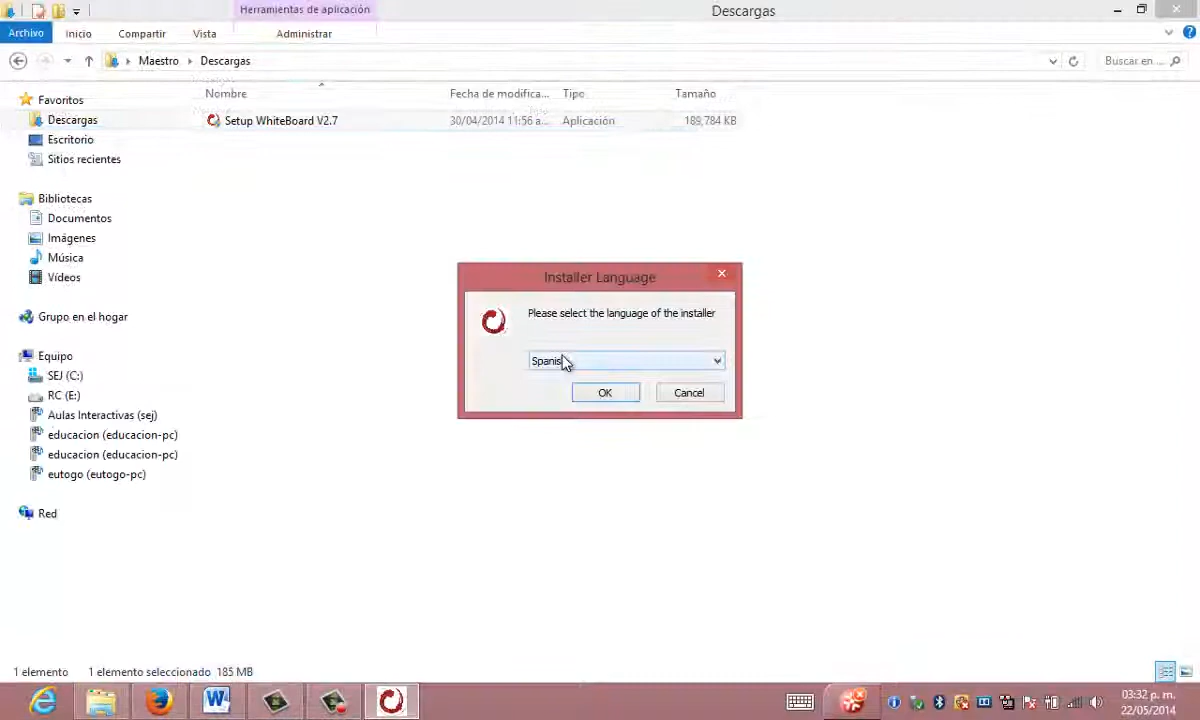 Herramientas de aplicación
Descargas
Archivo
Inicio
Compartir
Vista
Administrar
Maestro
Descargas
Buscar en ...
Nombre
Fecha de modifica...
Tipo
Tamaño
Setup WhiteBoard V2.7
30/04/2014 11:56 a...
Aplicación
189,784 KB
Favoritos
Descargas
Escritorio
Sitios recientes
Bibliotecas
Documentos
Imágenes
Música
Vídeos
Grupo en el hogar
Equipo
SEJ (C:)
RC (E:)
Aulas Interactivas (sej)
educacion (educacion-pc)
educacion (educacion-pc)
eutogo (eutogo-pc)
Red
Installer Language
Please select the language of the installer
Spanis
OK
Cancel
1 elemento
1 elemento seleccionado 185 MB
03:32 p. m.
22/05/2014